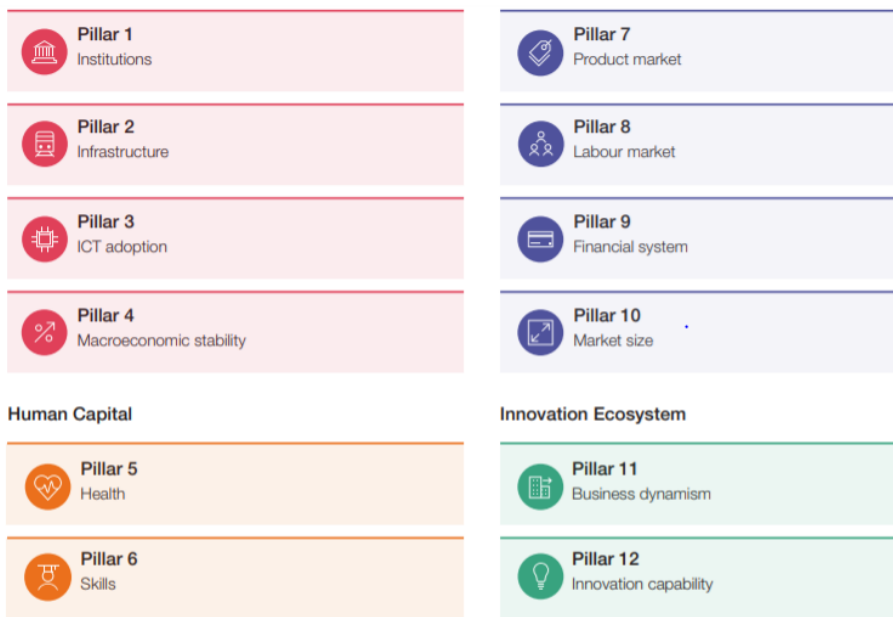 Pillar 1
Institutions
Pillar 2
Infrastructure
Pillar 3
ICT adoption
Pillar 4
Macroeconomic stability
Human Capital
Pillar 5
Health
Pillar 6
Skills
Pillar 7
Product market
Pillar 8
Labour market
Pillar 9
Financial system
Pillar 10
Market size
Innovation Ecosystem
Pillar 11
Business dynamism
Pillar 12
Innovation capability